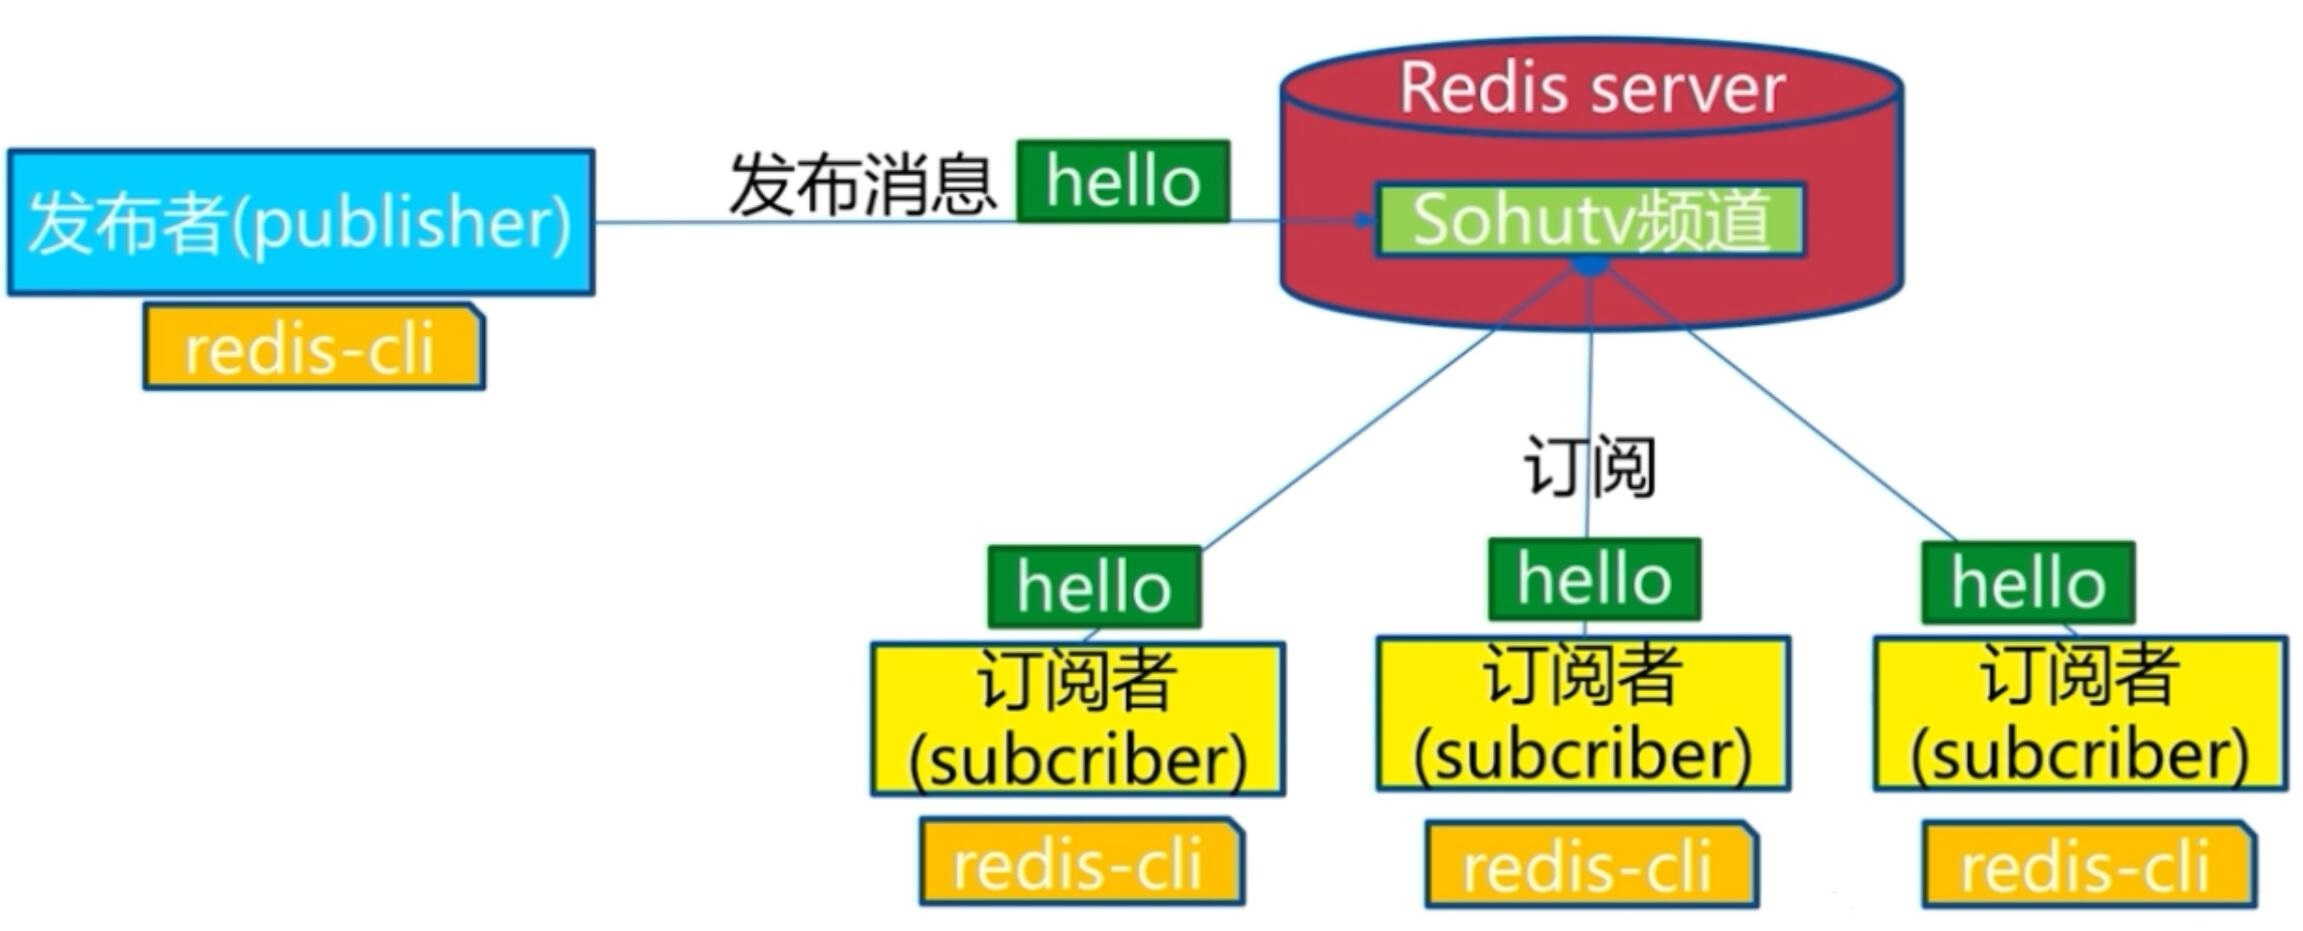 Redis server
发布消息
hello
发布者(publisher)
Sohutv频道
redis-cli
订阅
hello
hello
hello
订阅者
(subcriber)
订阅者
(subcriber)
订阅者
(subcriber)
redis-cli
redis-cli
redis-cli